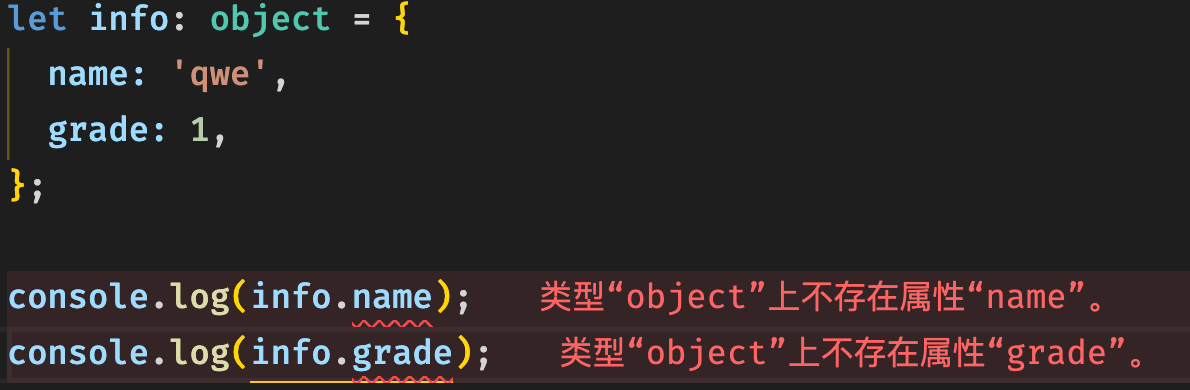 let info: object = {
  name: 'qwe',
  grade: 1,
};
console.log(info.name);   类型“object”上不存在属性“name”。
console.log(info.grade);   类型“object”上不存在属性“grade”。